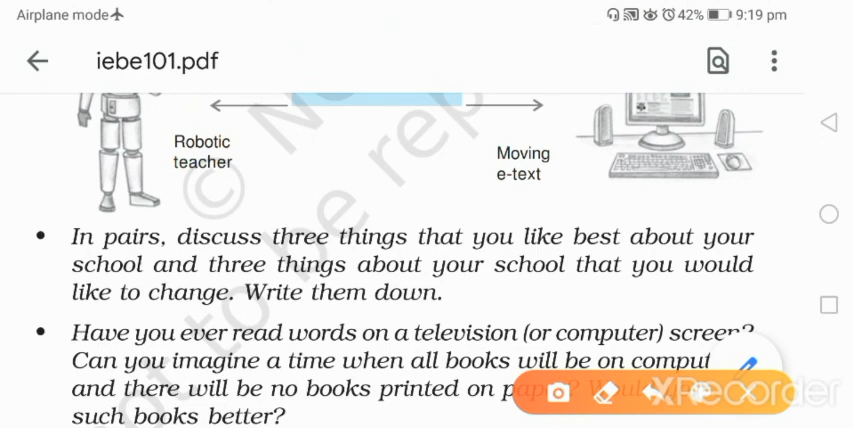 Airplane mode 42% 9:19 pm
iebe101.pdf
Robotic
teacher
Moving
e-text
• In pairs, discuss three things that you like best about your
school and three things about your school that you would
like to change. Write them down.
• Have you ever read words on a television (or computer) screen?
Can you imagine a time when all books will be on
and there will be no books printed on
such books better?
XRecorder
© 
to be